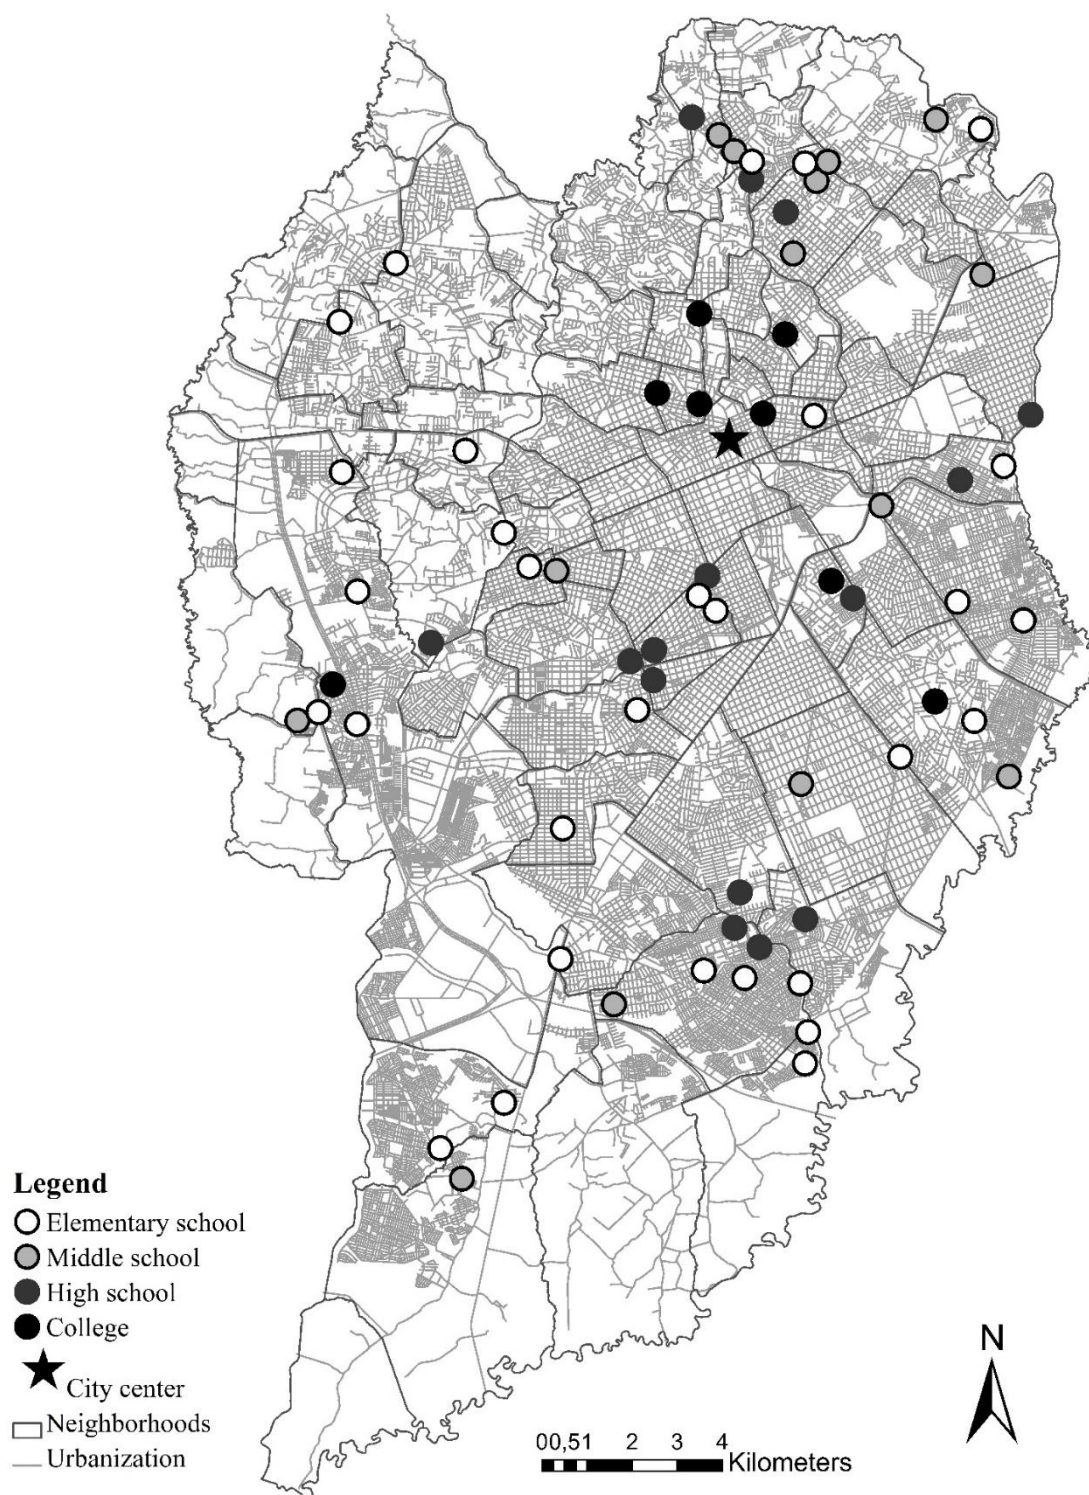 Legend
Elementary school
Middle school
High school
College
City center
Neighborhoods
Urbanization
N
00,51 2 3 4
Kilometers